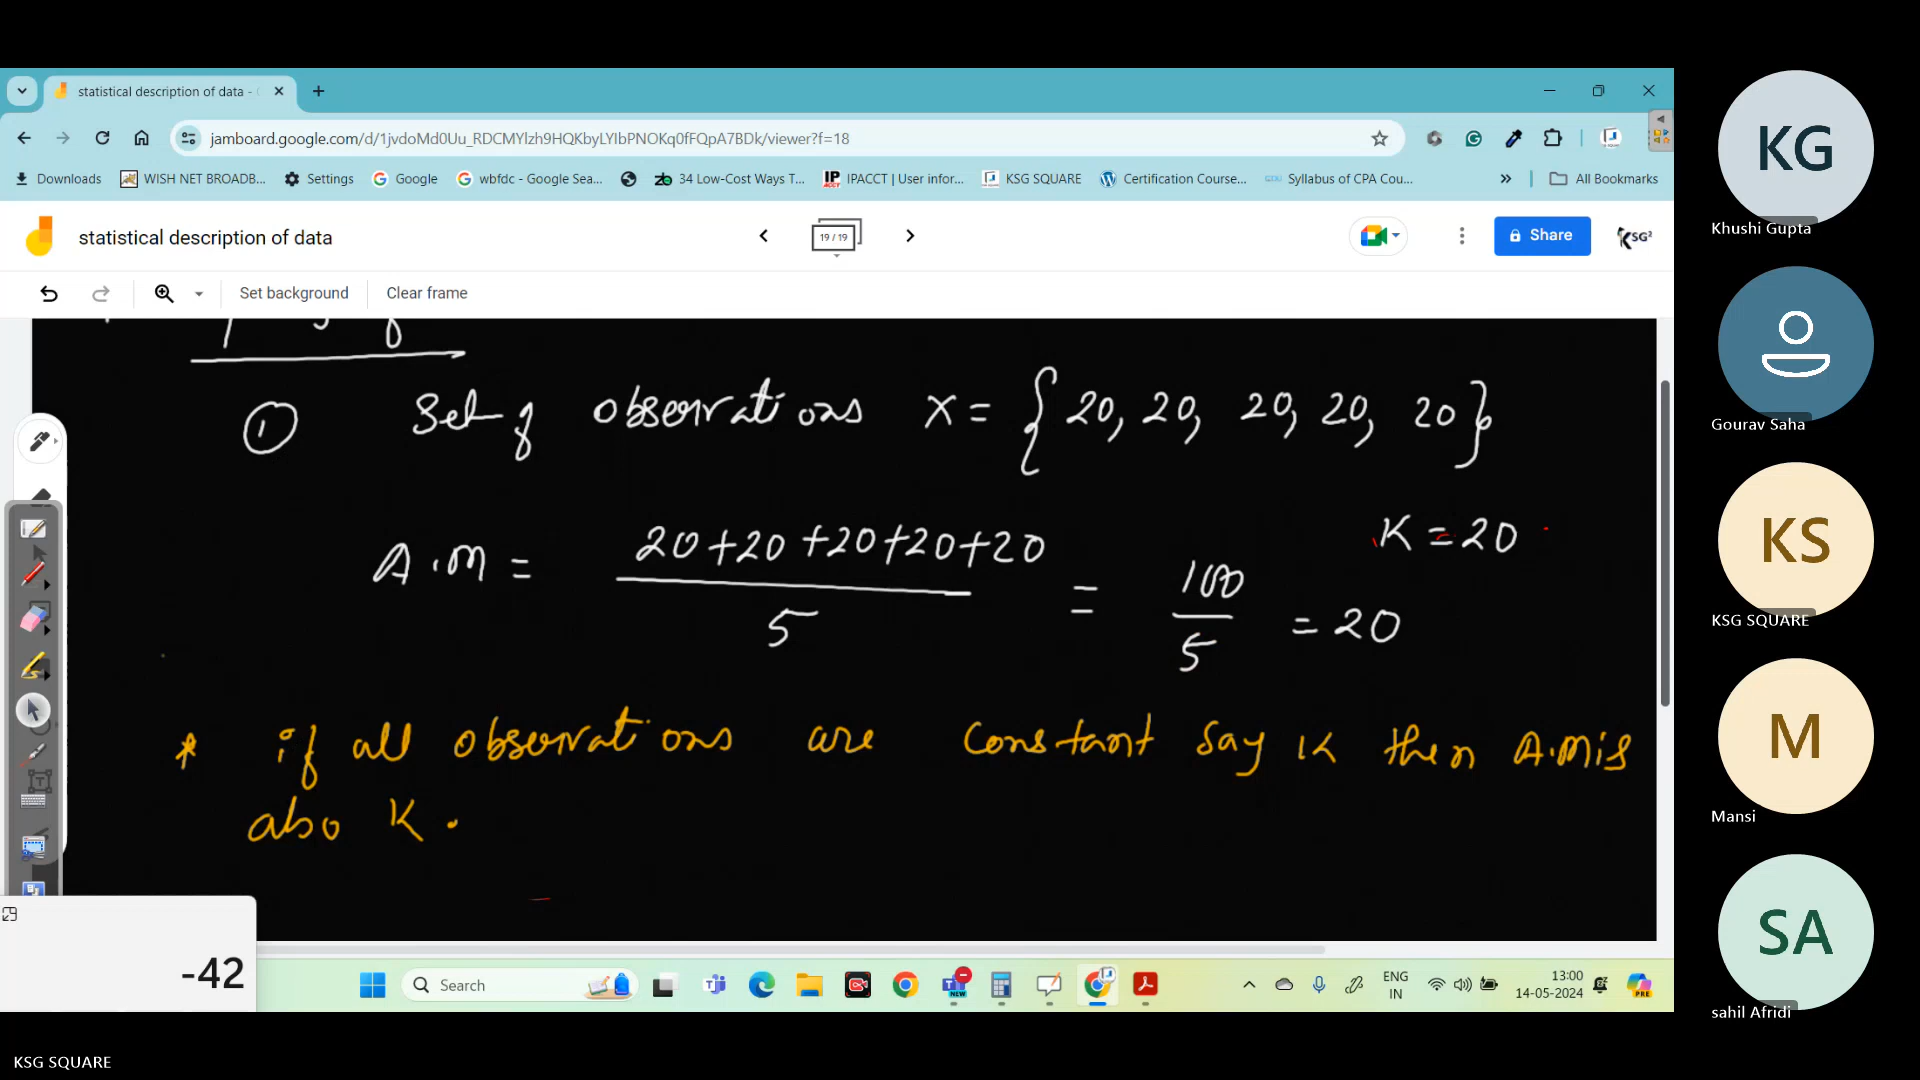 statistical description of data -
jamboard.google.com/d/1jvdoMd0Uu_RDCMYlzh9HQKbyLYIbPNOKq0fFQpA7BDk/viewer?f=18
Downloads WISH NET BROADB... Settings Google wbfdc - Google Sea... 34 Low-Cost Ways T... IPACCT | User infor... KSG SQUARE Certification Course... Syllabus of CPA Cou... » All Bookmarks
statistical description of data 19 / 19 Share KSG²
Set background Clear frame
① Set of observations X = {20, 20, 20, 20, 20}
K = 20
A.M = 20+20+20+20+20 / 5 = 100 / 5 = 20
* if all observations are constant say K then A.M is
also K.
-42
Search ENG IN 13:00 14-05-2024 PRE
KG
Khushi Gupta
Gourav Saha
KS
KSG SQUARE
M
Mansi
SA
sahil Afridi
KSG SQUARE